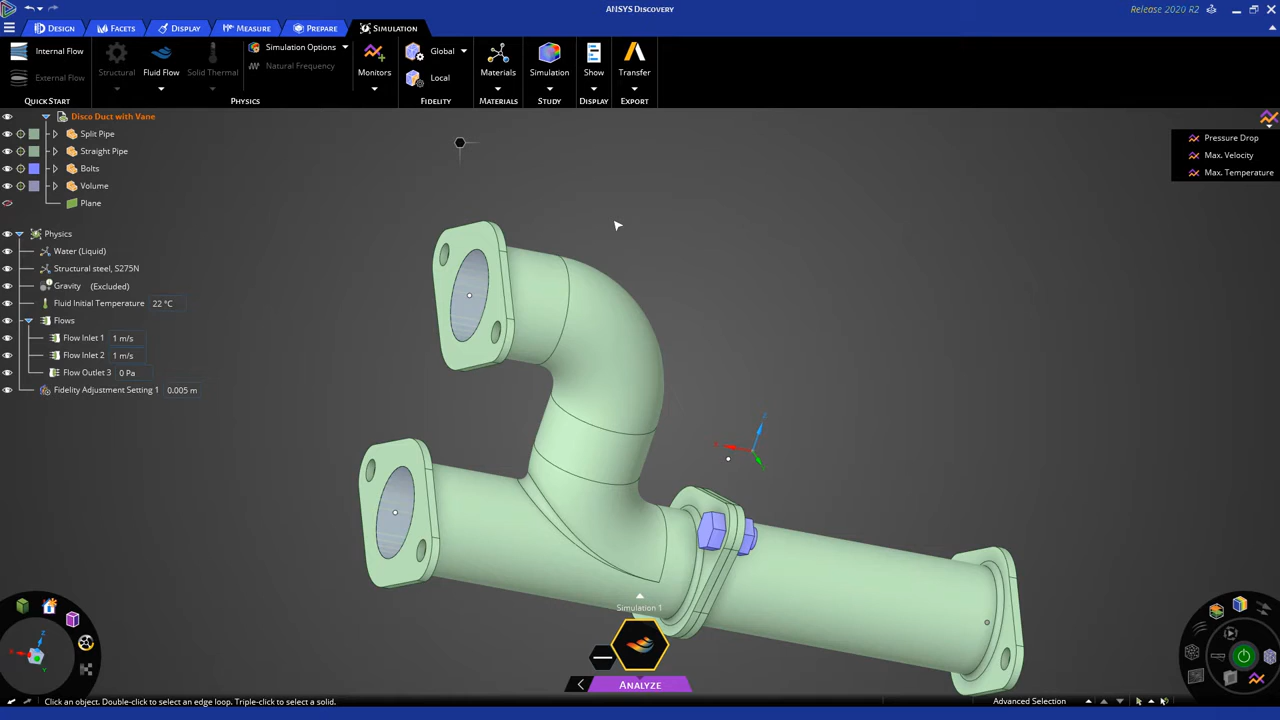 ANSYS Discovery
Release 2020 R2
DESIGN
FACETS
DISPLAY
MEASURE
PREPARE
SIMULATION
Internal Flow
External Flow
QUICK START
Structural
Fluid Flow
Solid Thermal
Simulation Options
Natural Frequency
PHYSICS
Monitors
Global
Local
FIDELITY
Materials
MATERIALS
Simulation
STUDY
Show
DISPLAY
Transfer
EXPORT
Disco Duct with Vane
Split Pipe
Straight Pipe
Bolts
Volume
Plane
Physics
Water (Liquid)
Structural steel, S275N
Gravity (Excluded)
Fluid Initial Temperature 22 °C
Flows
Flow Inlet 1 1 m/s
Flow Inlet 2 1 m/s
Flow Outlet 3 0 Pa
Fidelity Adjustment Setting 1 0.005 m
Pressure Drop
Max. Velocity
Max. Temperature
Simulation 1
ANALYZE
Click an object. Double-click to select an edge loop. Triple-click to select a solid.
Advanced Selection